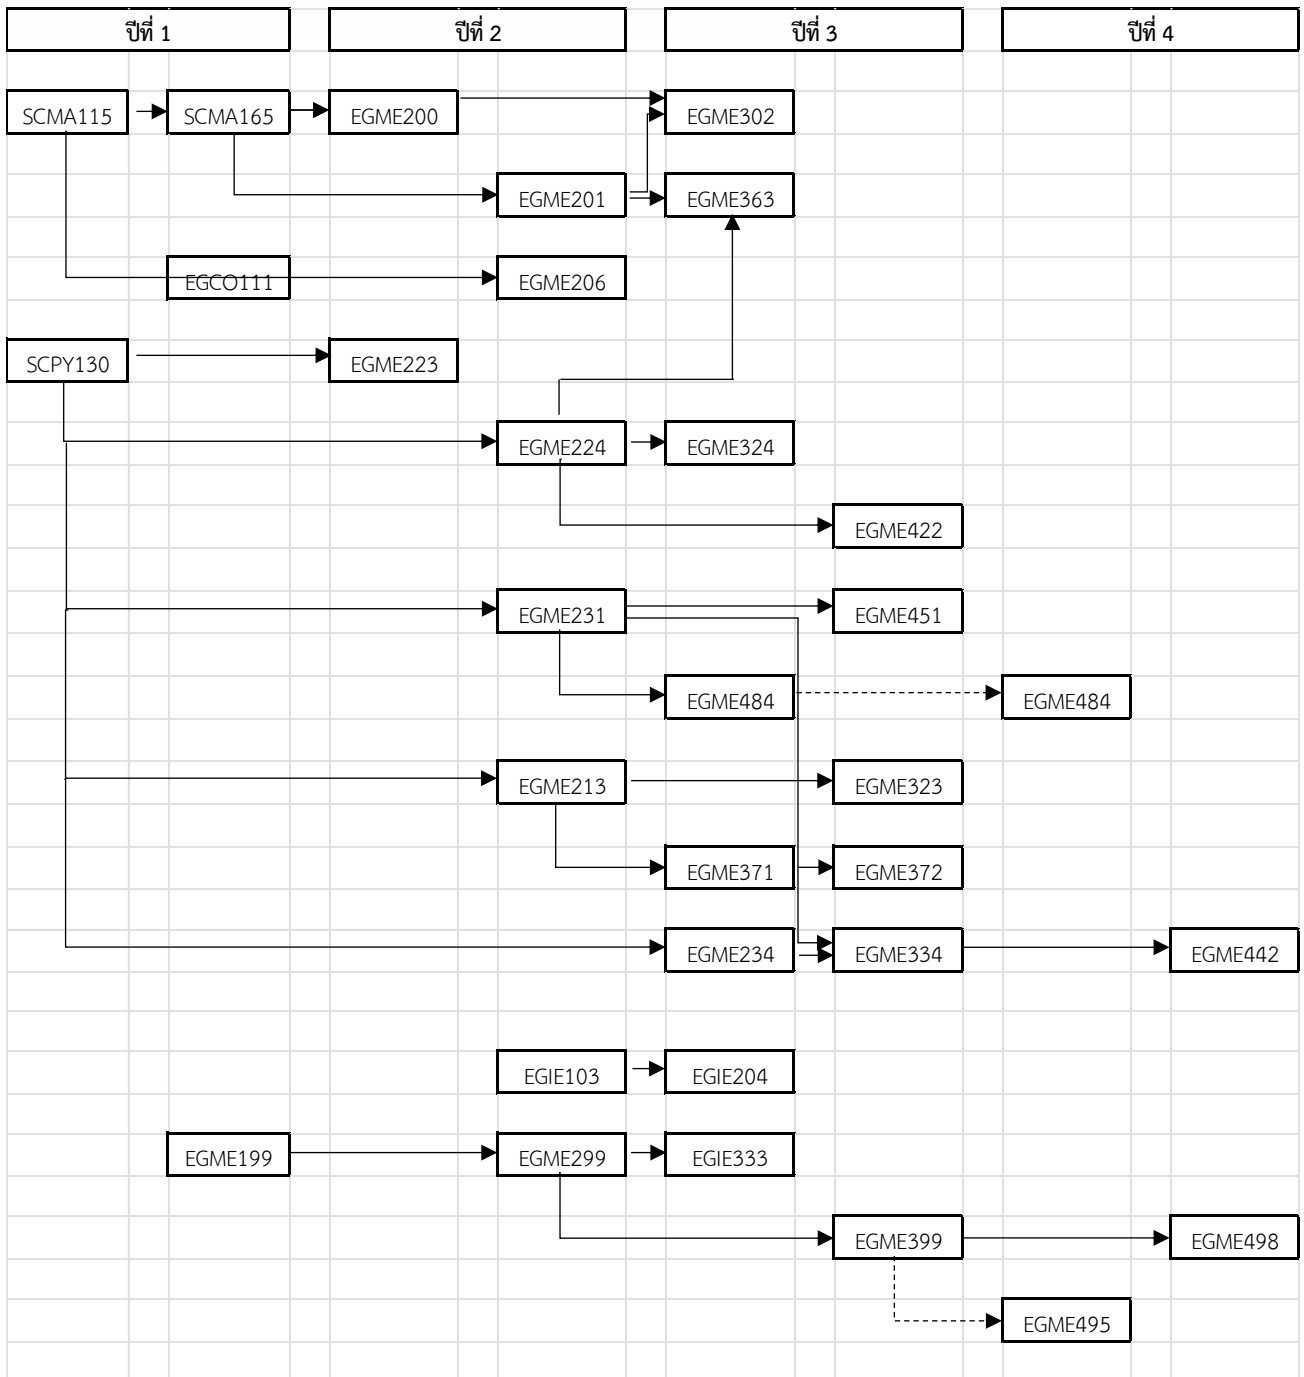 ปีที่ 1 ปีที่ 2 ปีที่ 3 ปีที่ 4
SCMA115 SCMA165 EGME200 EGME302
EGME201 EGME363
EGCO111 EGME206
SCPY130 EGME223
EGME224 EGME324
EGME422
EGME231 EGME451
EGME484 EGME484
EGME213 EGME323
EGME371 EGME372
EGME234 EGME334 EGME442
EGIE103 EGIE204
EGME199 EGME299 EGIE333
EGME399 EGME498
EGME495